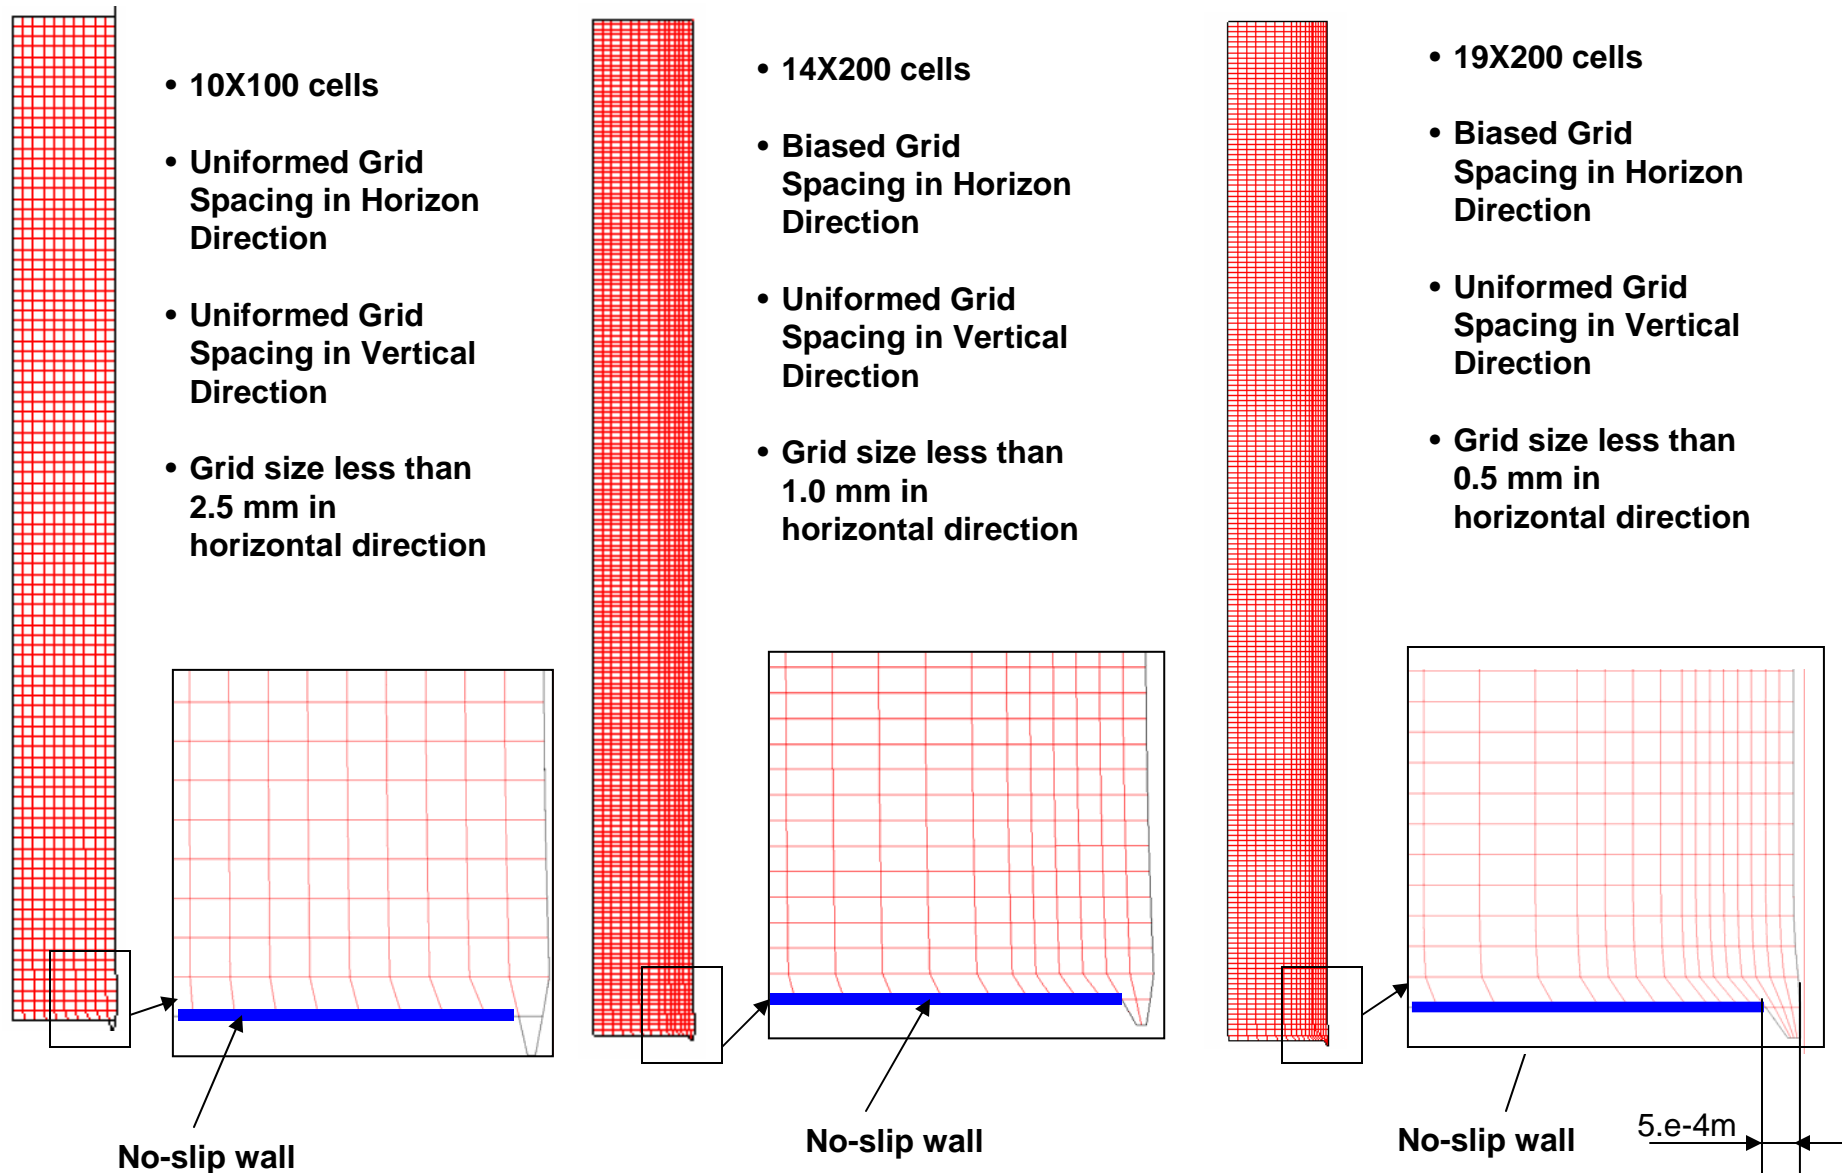 • 10X100 cells
• Uniformed Grid
Spacing in Horizon
Direction
• Uniformed Grid
Spacing in Vertical
Direction
• Grid size less than
2.5 mm in
horizontal direction
No-slip wall
• 14X200 cells
• Biased Grid
Spacing in Horizon
Direction
• Uniformed Grid
Spacing in Vertical
Direction
• Grid size less than
1.0 mm in
horizontal direction
No-slip wall
• 19X200 cells
• Biased Grid
Spacing in Horizon
Direction
• Uniformed Grid
Spacing in Vertical
Direction
• Grid size less than
0.5 mm in
horizontal direction
No-slip wall
5.e-4m